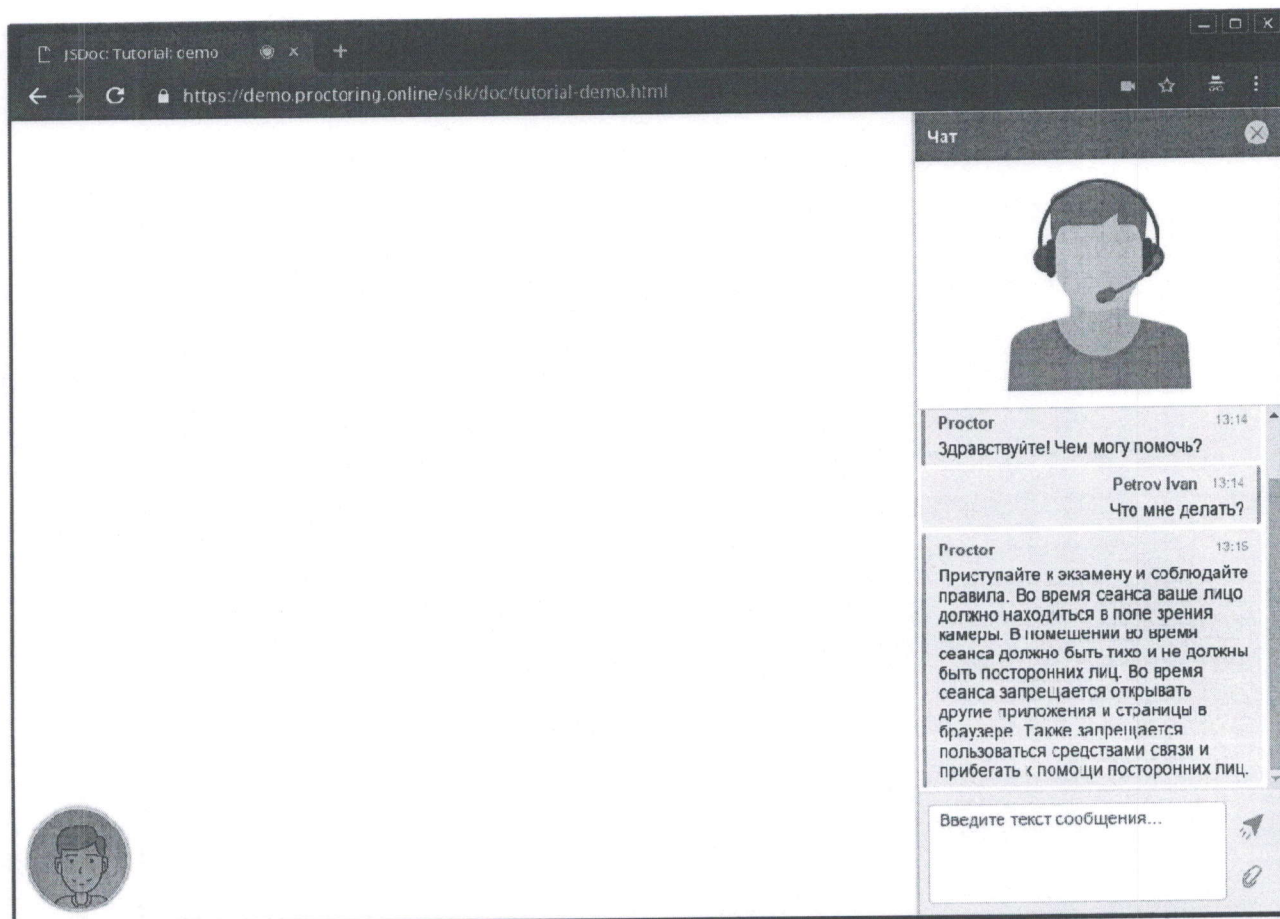 JSDoc: Tutorial: demo
https://demo.proctoring.online/sdk/doc/tutorial-demo.html
Чат
Proctor 13:14
Здравствуйте! Чем могу помочь?
Petrov Ivan 13:14
Что мне делать?
Proctor 13:15
Приступайте к экзамену и соблюдайте
правила. Во время сеанса ваше лицо
должно находиться в поле зрения
камеры. В помещении во время
сеанса должно быть тихо и не должны
быть посторонних лиц. Во время
сеанса запрещается открывать
другие приложения и страницы в
браузере. Также запрещается
пользоваться средствами связи и
прибегать к помощи посторонних лиц.
Введите текст сообщения...